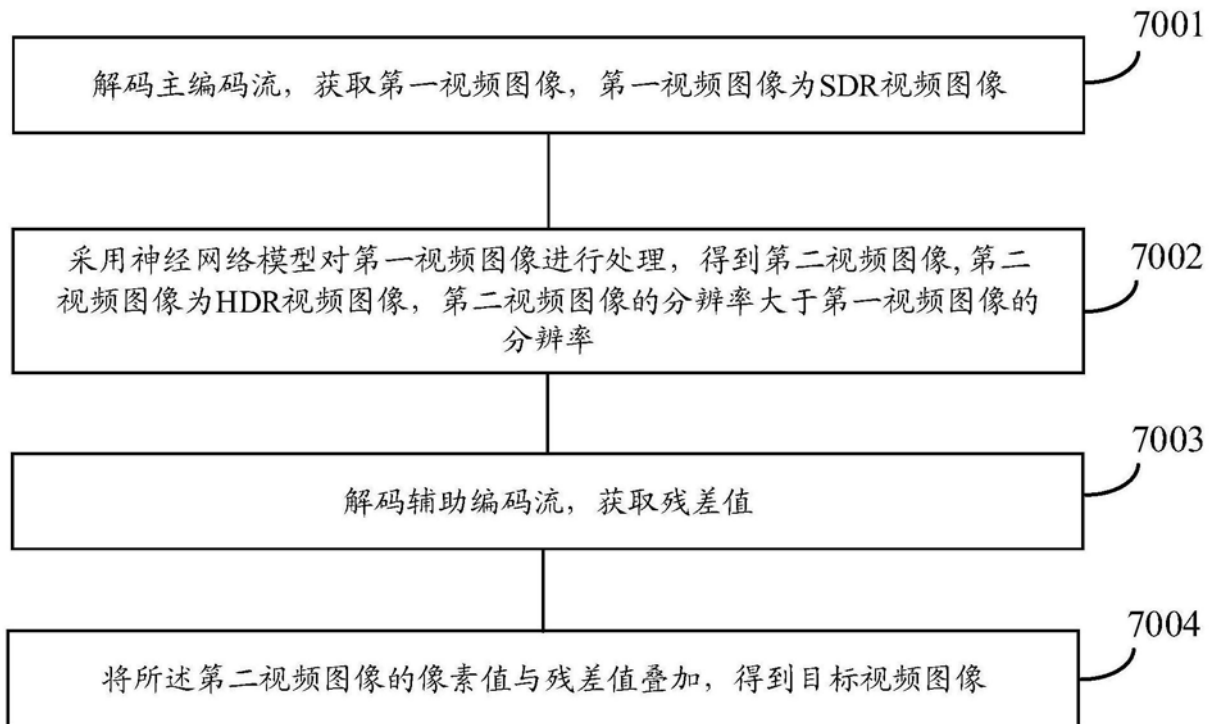 7001
解码主编码流，获取第一视频图像，第一视频图像为SDR视频图像
采用神经网络模型对第一视频图像进行处理，得到第二视频图像,第二
视频图像为HDR视频图像，第二视频图像的分辨率大于第一视频图像的
分辨率
7002
7003
解码辅助编码流，获取残差值
7004
将所述第二视频图像的像素值与残差值叠加，得到目标视频图像